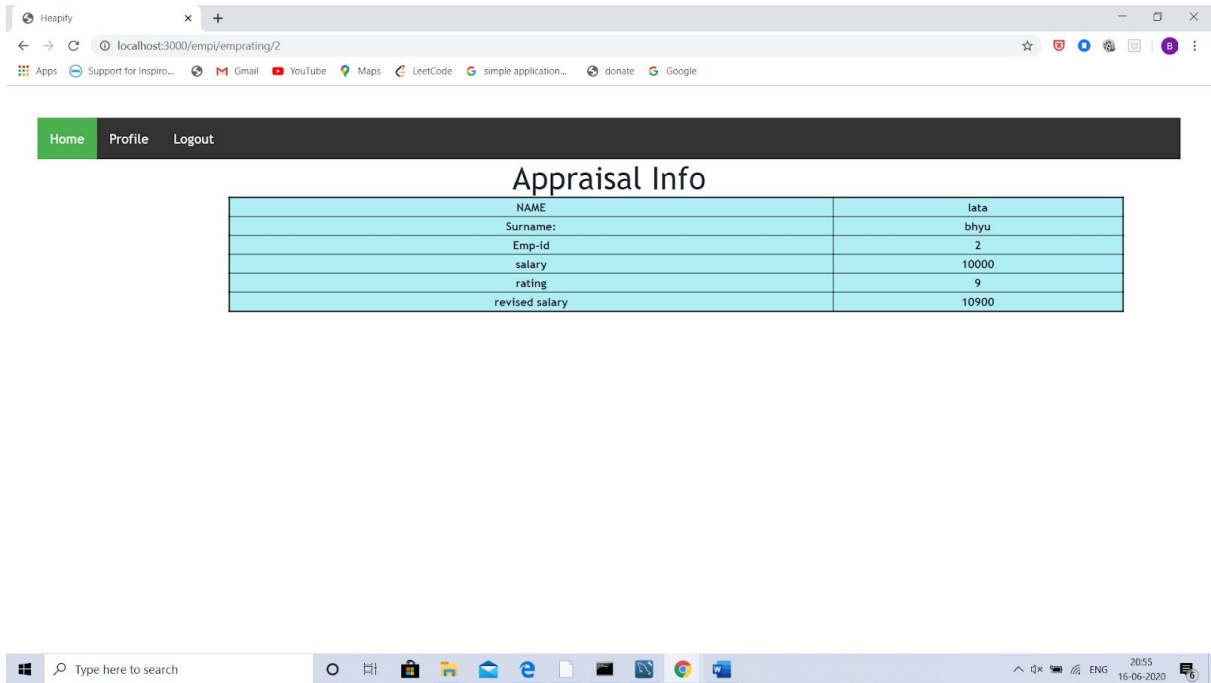 Heapify
localhost:3000/empi/emprating/2
B
Apps Support for Inspiro... M Gmail YouTube Maps LeetCode G simple application... donate G Google
Home Profile Logout
Appraisal Info
NAME lata
Surname: bhyu
Emp-id 2
salary 10000
rating 9
revised salary 10900
Type here to search
ENG 20:55
16-06-2020 6